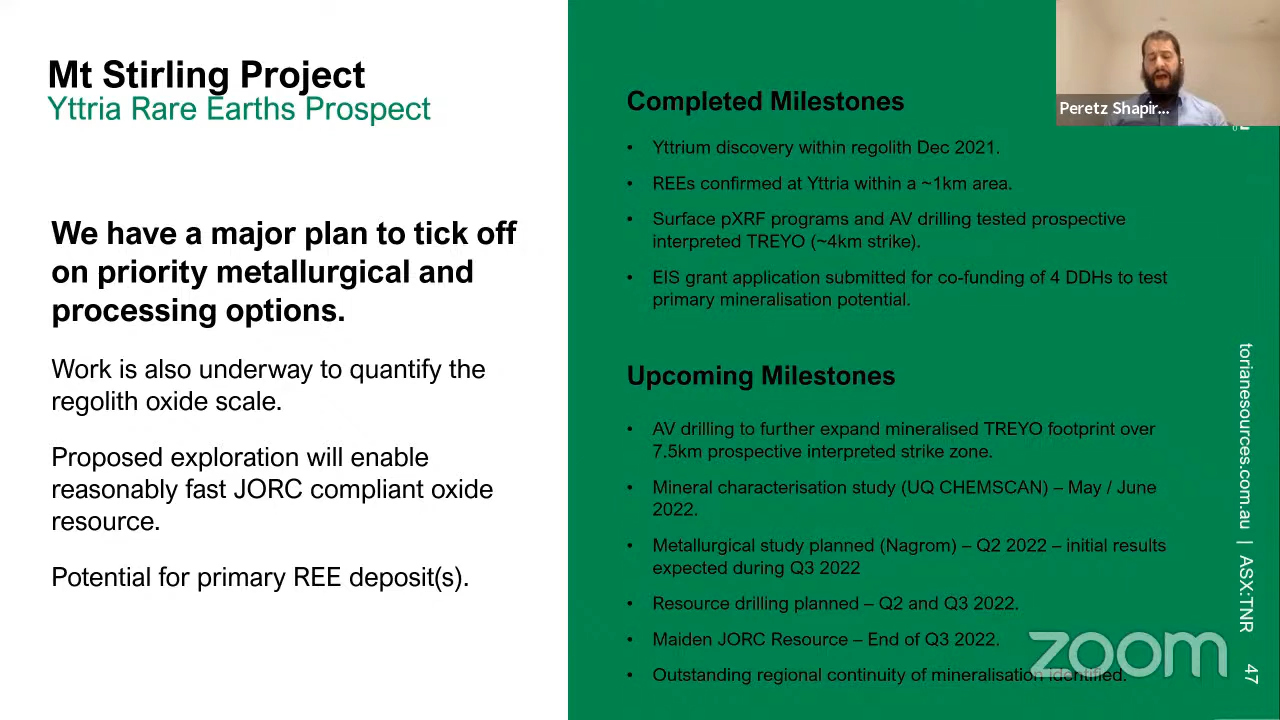 Mt Stirling Project
Yttria Rare Earths Prospect
We have a major plan to tick off
on priority metallurgical and
processing options.
Work is also underway to quantify the
regolith oxide scale.
Proposed exploration will enable
reasonably fast JORC compliant oxide
resource.
Potential for primary REE deposit(s).
Completed Milestones
• Yttrium discovery within regolith Dec 2021.
• REEs confirmed at Yttria within a ~1km area.
• Surface pXRF programs and AV drilling tested prospective
interpreted TREYO (~4km strike).
• EIS grant application submitted for co-funding of 4 DDHs to test
primary mineralisation potential.
Upcoming Milestones
• AV drilling to further expand mineralised TREYO footprint over
7.5km prospective interpreted strike zone.
• Mineral characterisation study (UQ CHEMSCAN) – May / June
2022.
• Metallurgical study planned (Nagrom) – Q2 2022 – initial results
expected during Q3 2022
• Resource drilling planned – Q2 and Q3 2022.
• Maiden JORC Resource – End of Q3 2022.
• Outstanding regional continuity of mineralisation identified.
Peretz Shapir...
torianesources.com.au | ASX:TNR
47
zoom